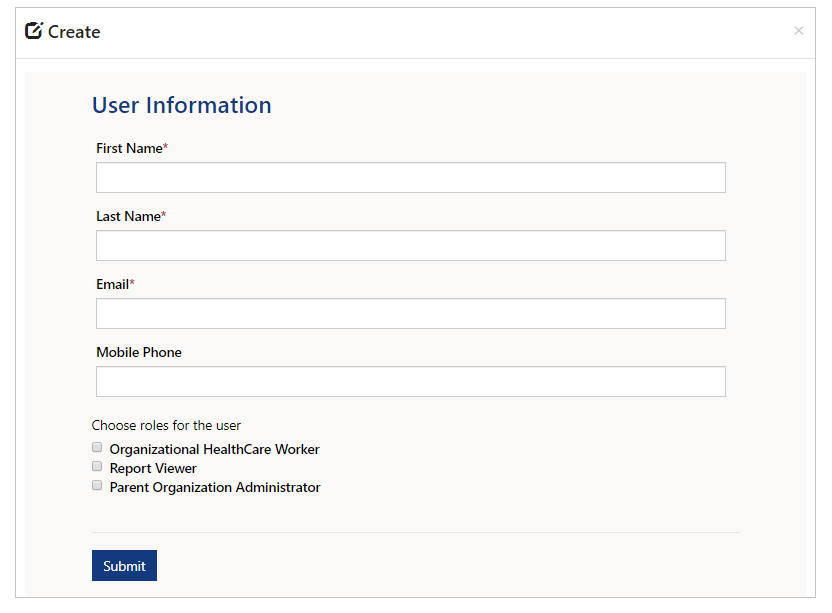 Create
×
User Information
First Name*
Last Name*
Email*
Mobile Phone
Choose roles for the user
Organizational HealthCare Worker
Report Viewer
Parent Organization Administrator
Submit